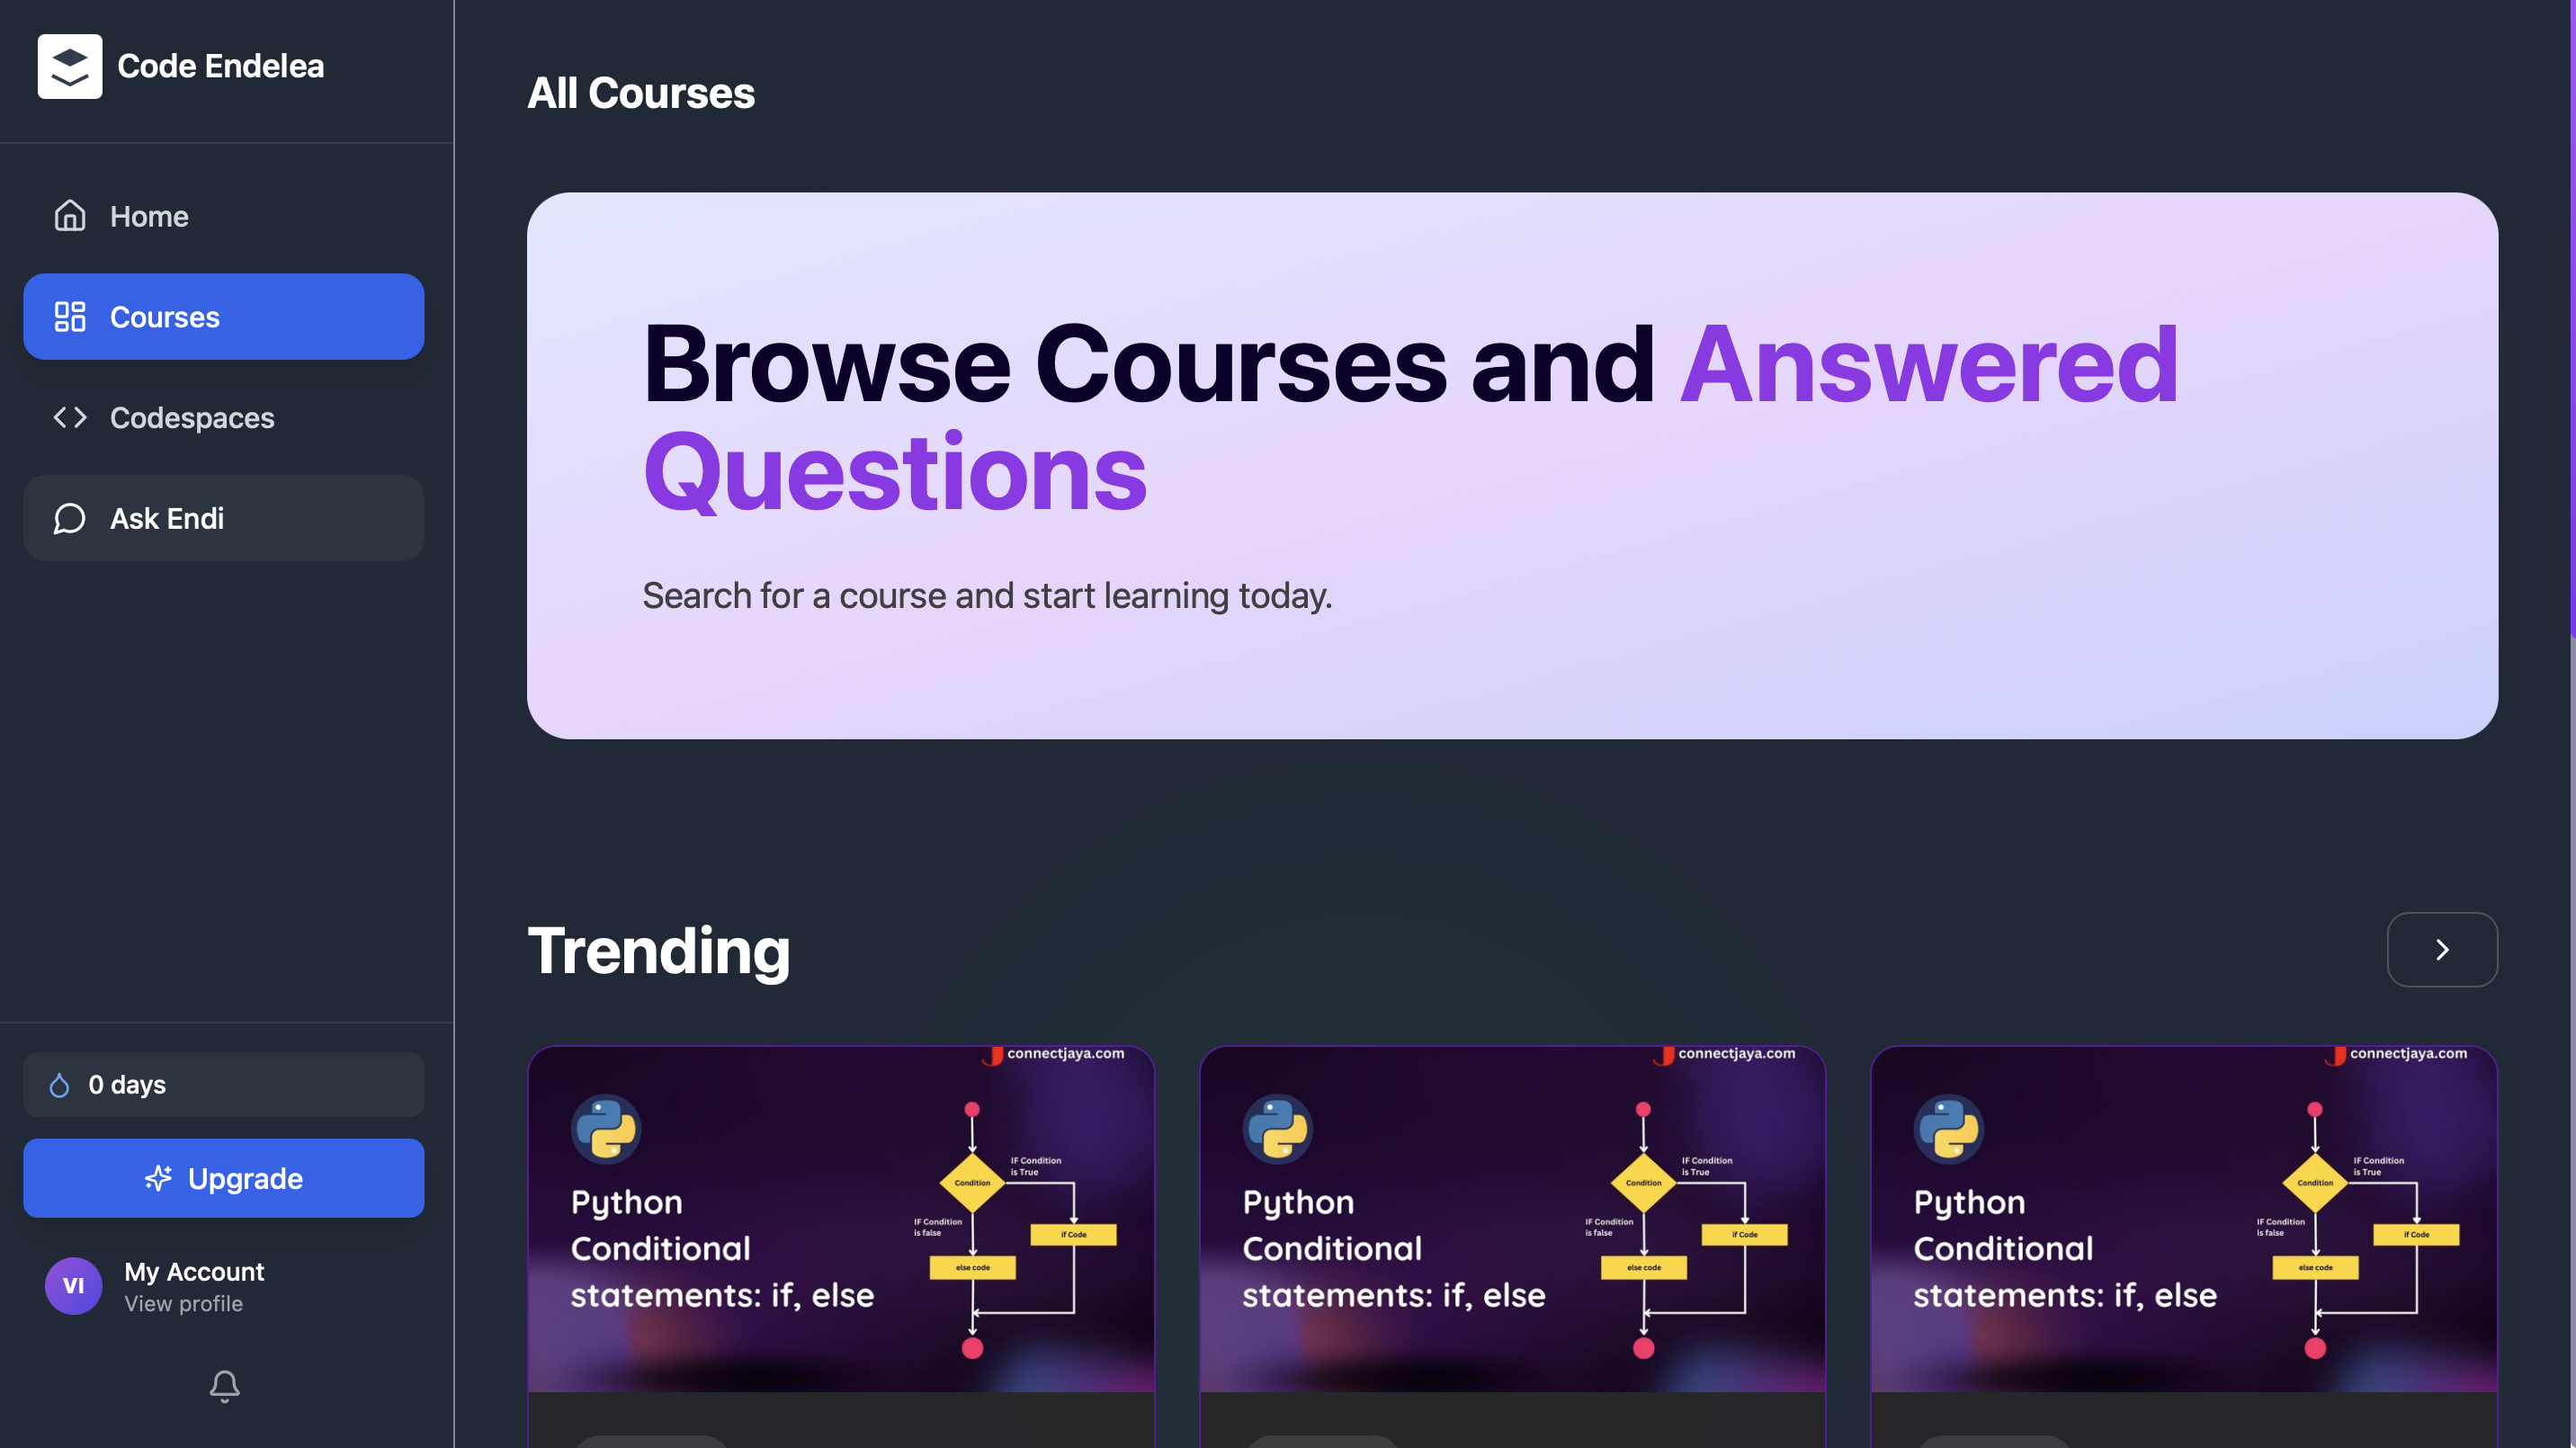 Code Endelea
Home
Courses
Codespaces
Ask Endi
0 days
Upgrade
VI
My Account
View profile
All Courses
Browse Courses and Answered
Questions
Search for a course and start learning today.
Trending
connectjaya.com
Python
Conditional
statements: if, else
Condition
IF Condition
is True
IF Condition
is false
if Code
else code
connectjaya.com
Python
Conditional
statements: if, else
Condition
IF Condition
is True
IF Condition
is false
if Code
else code
connectjaya.com
Python
Conditional
statements: if, else
Condition
IF Condition
is True
IF Condition
is false
if Code
else code